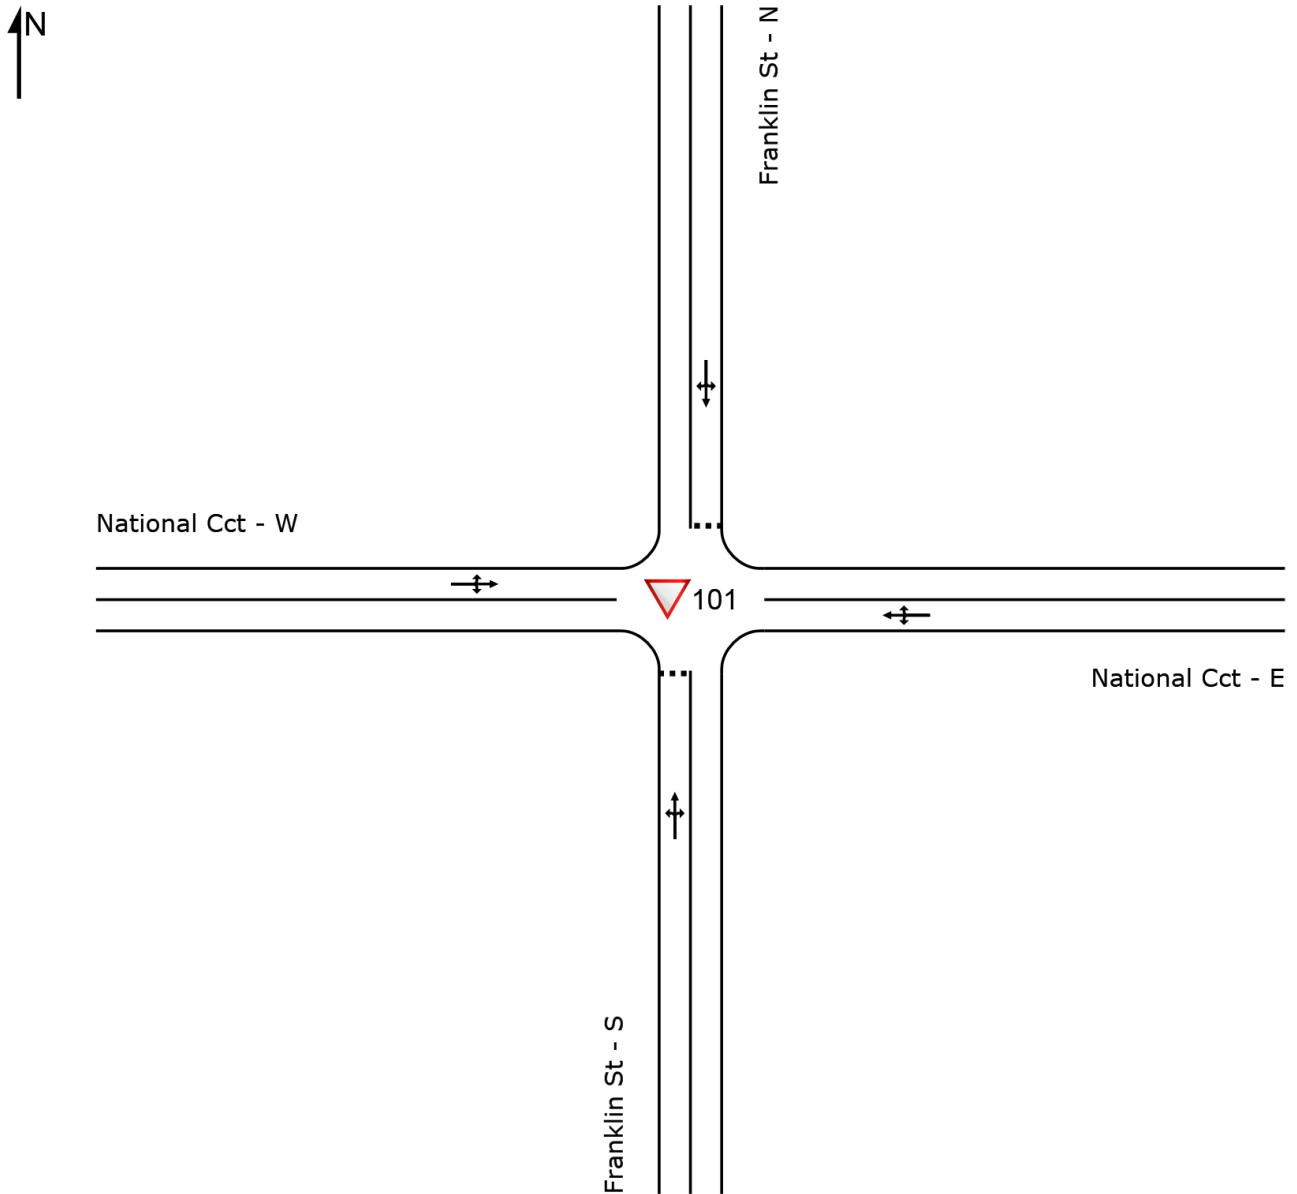 N
Franklin St - N
National Cct - W
101
National Cct - E
Franklin St - S